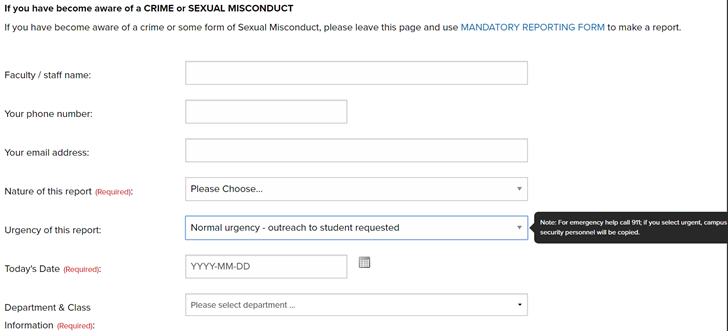 If you have become aware of a CRIME or SEXUAL MISCONDUCT
If you have become aware of a crime or some form of Sexual Misconduct, please leave this page and use MANDATORY REPORTING FORM to make a report.
Faculty / staff name:
Your phone number:
Your email address:
Nature of this report (Required):
Please Choose...
Urgency of this report:
Normal urgency - outreach to student requested
Note: For emergency help call 911; if you select urgent, campus
security personnel will be copied.
Today's Date (Required):
YYYY-MM-DD
Department & Class
Information (Required):
Please select department ...